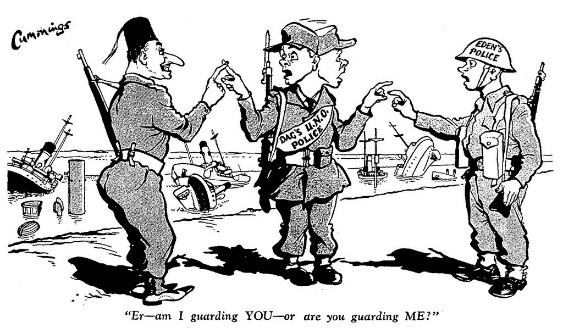 Cummings
DAG'S U.N.O.
POLICE
EDEN'S
POLICE
"Er—am I guarding YOU—or are you guarding ME?"